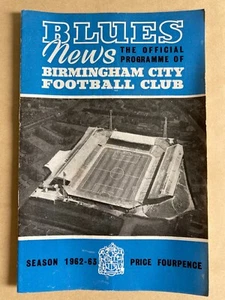 BLUES
News
THE OFFICIAL
PROGRAMME OF
BIRMINGHAM CITY
FOOTBALL CLUB
SEASON 1962-63 PRICE FOURPENCE